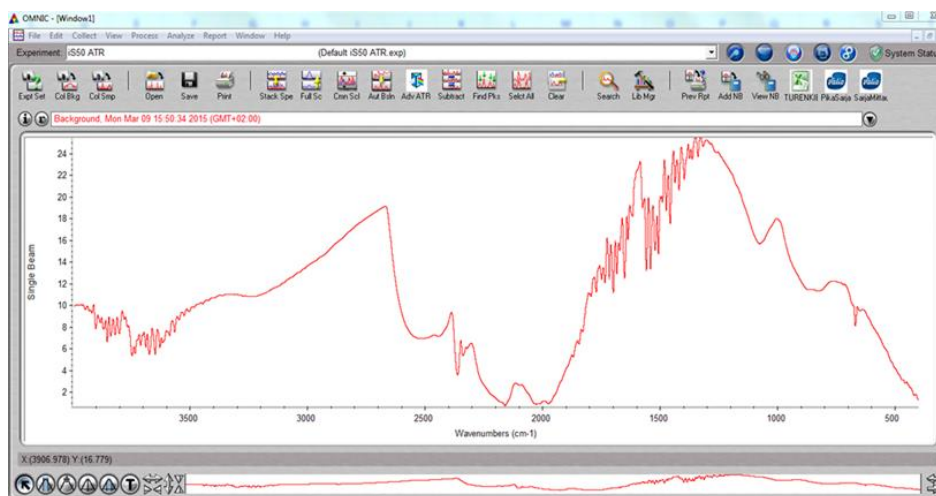 OMNIC - [Window1]
File Edit Collect View Process Analyze Report Window Help
Experiment: iS50 ATR (Default iS50 ATR.exp) System Statu
Expt Set Col Bkg Col Smp Open Save Print Stack Spe Full Sc Cmn Scl Aut Bsln Adv ATR Subtract Find Pks Selct All Clear Search Lib Mgr Prev Rpt Add NB View NB TURENKII PikaSarja
Background, Mon Mar 09 15:50:34 2015 (GMT+02:00)
24
22
20
18
16
14
12
10
8
6
4
2
Single Beam
3500 3000 2500 2000 1500 1000 500
Wavenumbers (cm-1)
X:(3906.978) Y:(16.779)
T